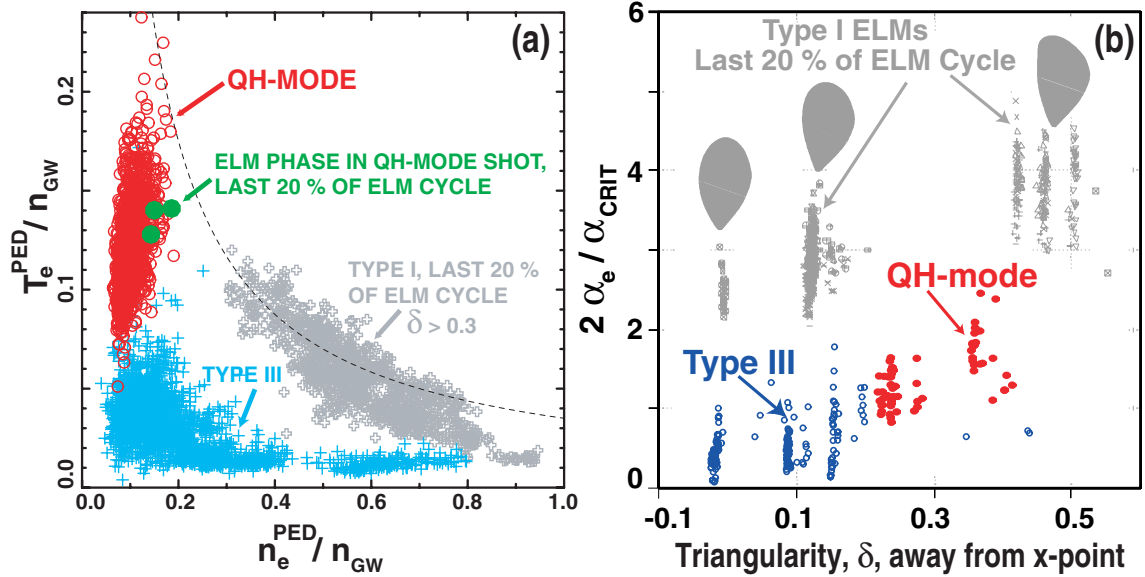 (a)
QH-MODE
ELM PHASE IN QH-MODE SHOT,
LAST 20 % OF ELM CYCLE
TYPE I, LAST 20 %
OF ELM CYCLE
δ > 0.3
TYPE III
T_e^PED / n_GW
0.2
0.1
0.0
0.0 0.2 0.4 0.6 0.8 1.0
n_e^PED / n_GW
(b)
Type I ELMs
Last 20 % of ELM Cycle
QH-mode
Type III
2 α_e / α_CRIT
6
4
2
0
-0.1 0.1 0.3 0.5
Triangularity, δ, away from x-point